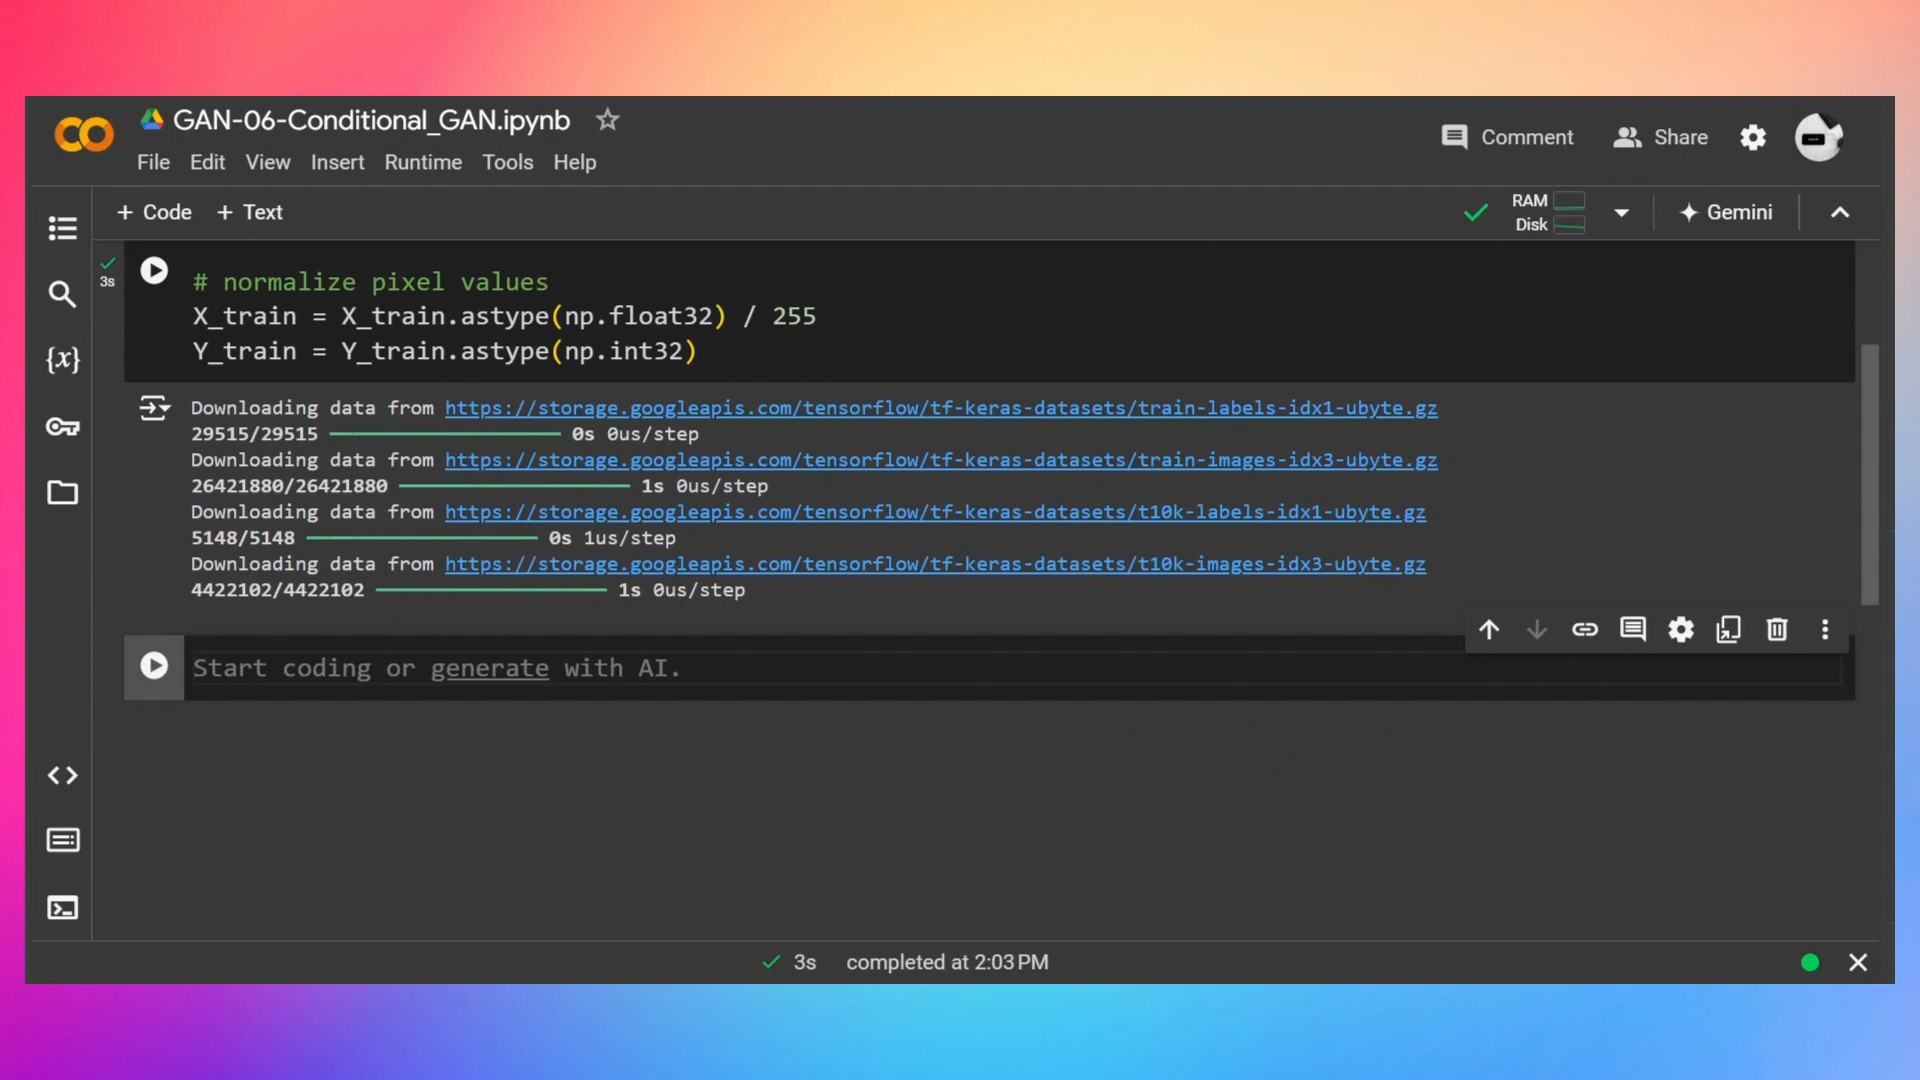 GAN-06-Conditional_GAN.ipynb
File Edit View Insert Runtime Tools Help
Comment Share
+ Code + Text
RAM
Disk
Gemini
3s
# normalize pixel values
X_train = X_train.astype(np.float32) / 255
Y_train = Y_train.astype(np.int32)
Downloading data from https://storage.googleapis.com/tensorflow/tf-keras-datasets/train-labels-idx1-ubyte.gz
29515/29515 ━━━━━━━━━━━━━━━━━━━━ 0s 0us/step
Downloading data from https://storage.googleapis.com/tensorflow/tf-keras-datasets/train-images-idx3-ubyte.gz
26421880/26421880 ━━━━━━━━━━━━━━━━━━━━ 1s 0us/step
Downloading data from https://storage.googleapis.com/tensorflow/tf-keras-datasets/t10k-labels-idx1-ubyte.gz
5148/5148 ━━━━━━━━━━━━━━━━━━━━ 0s 1us/step
Downloading data from https://storage.googleapis.com/tensorflow/tf-keras-datasets/t10k-images-idx3-ubyte.gz
4422102/4422102 ━━━━━━━━━━━━━━━━━━━━ 1s 0us/step
Start coding or generate with AI.
3s completed at 2:03 PM